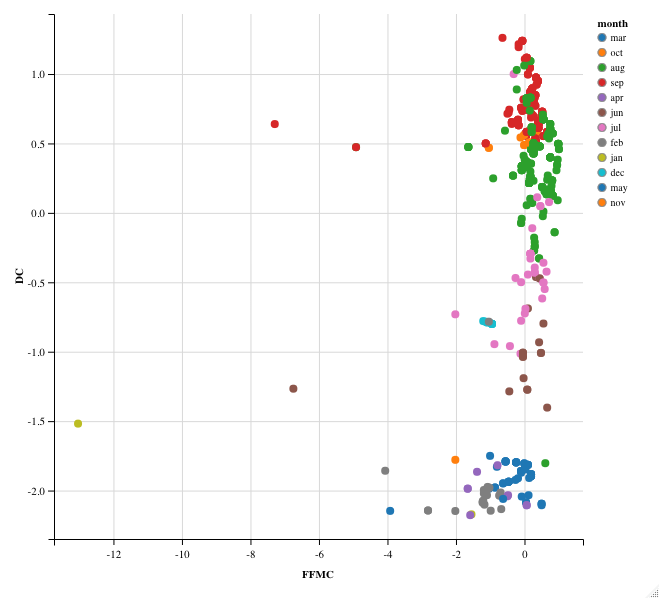 month
mar
oct
aug
sep
apr
jun
jul
feb
jan
dec
may
nov
1.0
0.5
0.0
-0.5
-1.0
-1.5
-2.0
DC
-12
-10
-8
-6
-4
-2
0
FFMC